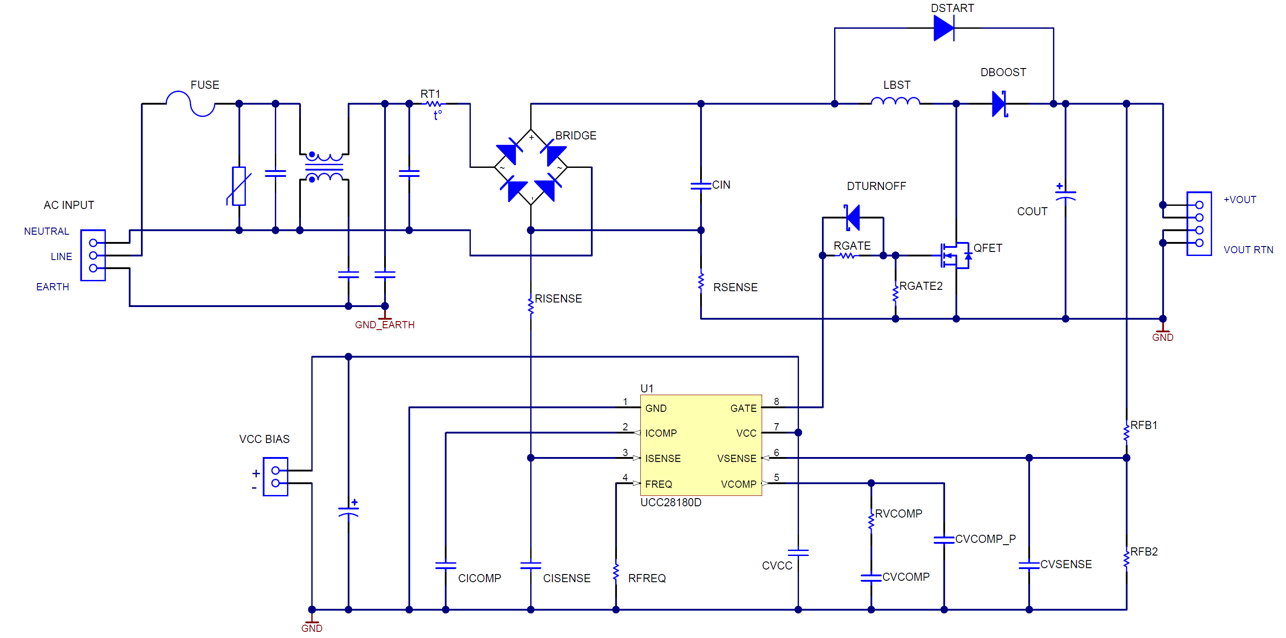 DSTART
FUSE
RT1
t°
LBST
DBOOST
BRIDGE
+
~
~
-
CIN
DTURNOFF
+
COUT
AC INPUT
NEUTRAL
LINE
EARTH
+VOUT
VOUT RTN
RGATE
QFET
RGATE2
RSENSE
RISENSE
GND_EARTH
GND
U1
1 GND GATE 8
2 ICOMP VCC 7
3 ISENSE VSENSE 6
4 FREQ VCOMP 5
UCC28180D
VCC BIAS
+
-
+
RFB1
RVCOMP
CVCOMP_P
RFB2
CVCC
CVSENSE
CICOMP
CISENSE
RFREQ
CVCOMP
GND